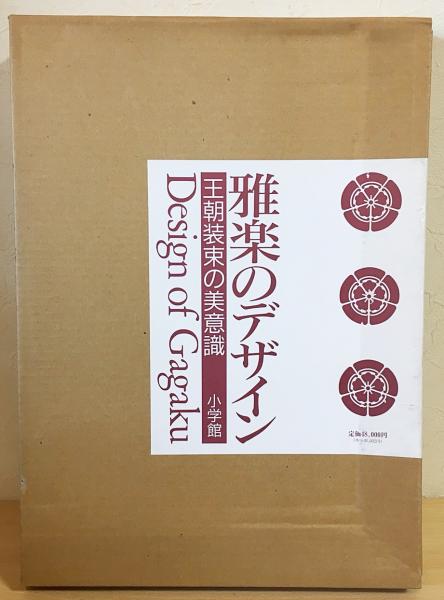 雅楽のデザイン
王朝装束の美意識
小学館
Design of Gagaku
定価48,000円